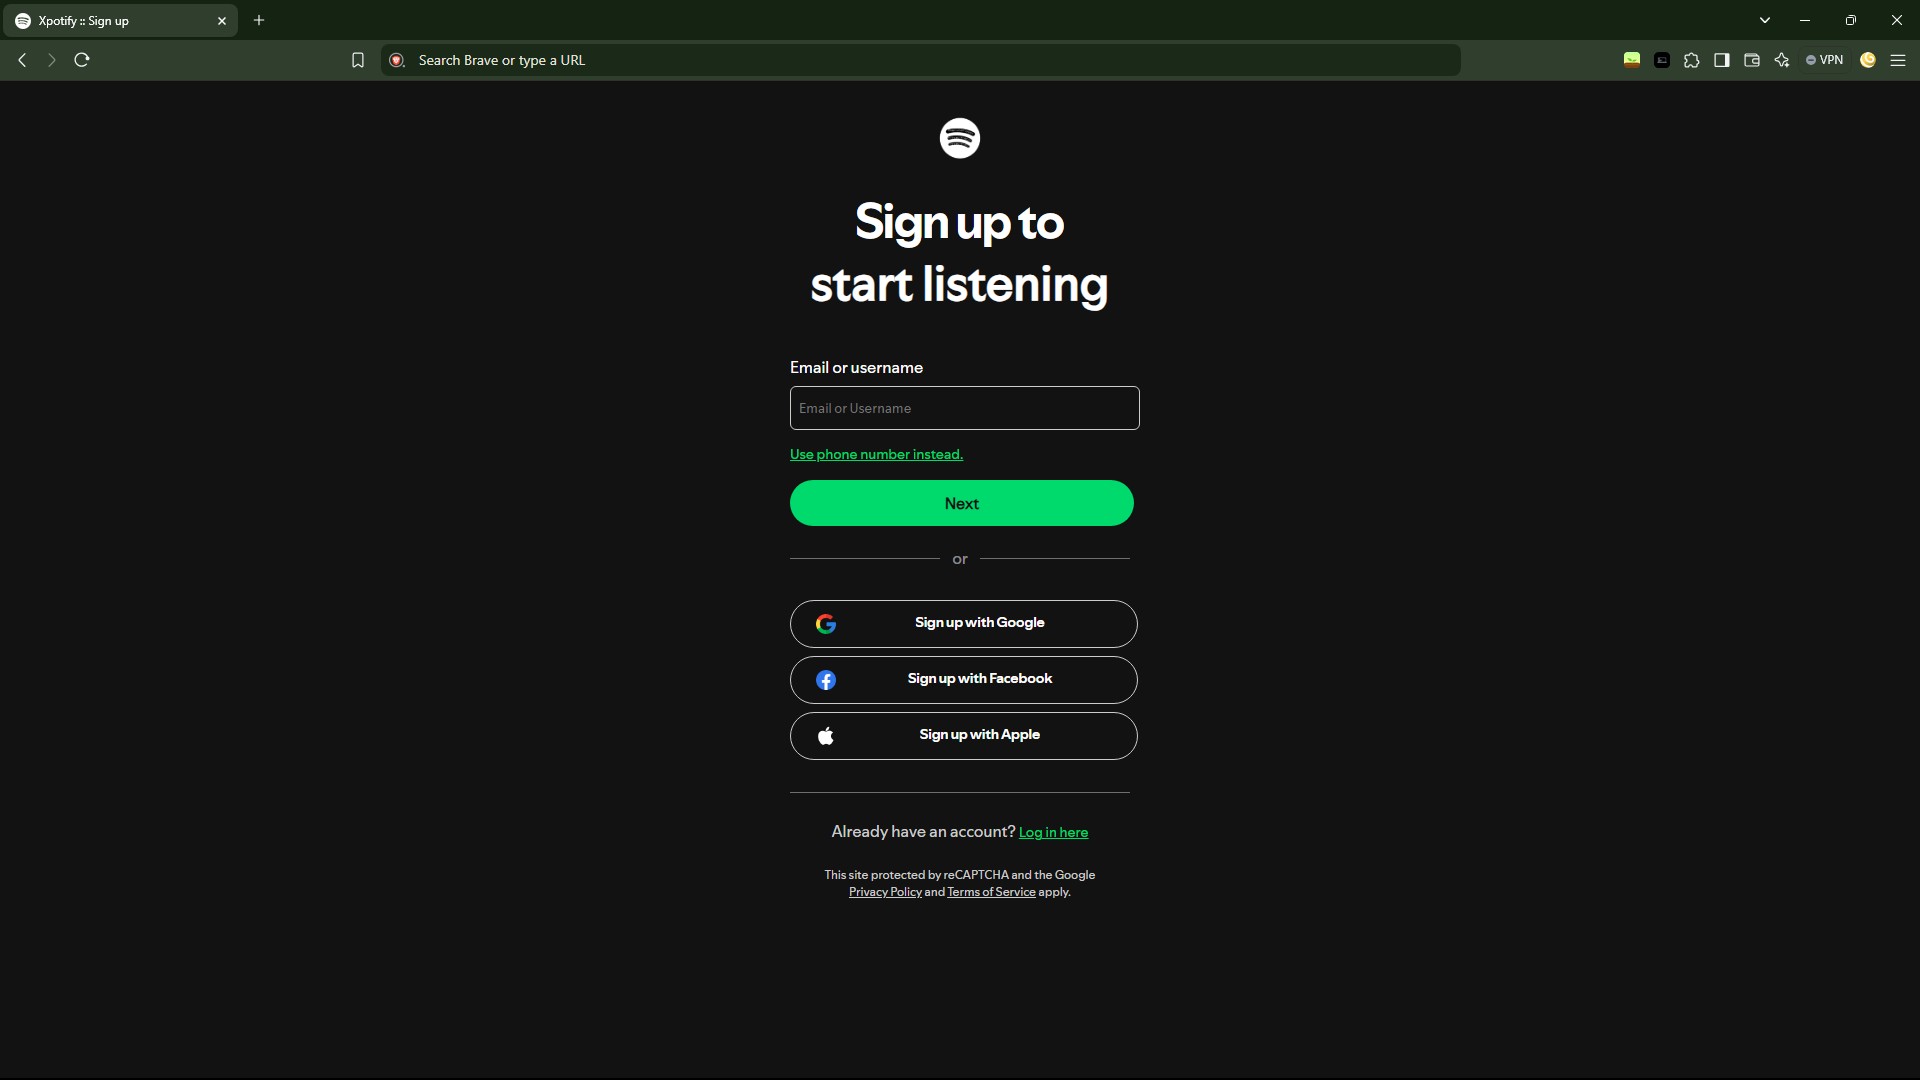 Xpotify :: Sign up
Search Brave or type a URL
VPN
Sign up to
start listening
Email or username
Email or Username
Use phone number instead.
Next
or
Sign up with Google
Sign up with Facebook
Sign up with Apple
Already have an account? Log in here
This site protected by reCAPTCHA and the Google
Privacy Policy and Terms of Service apply.